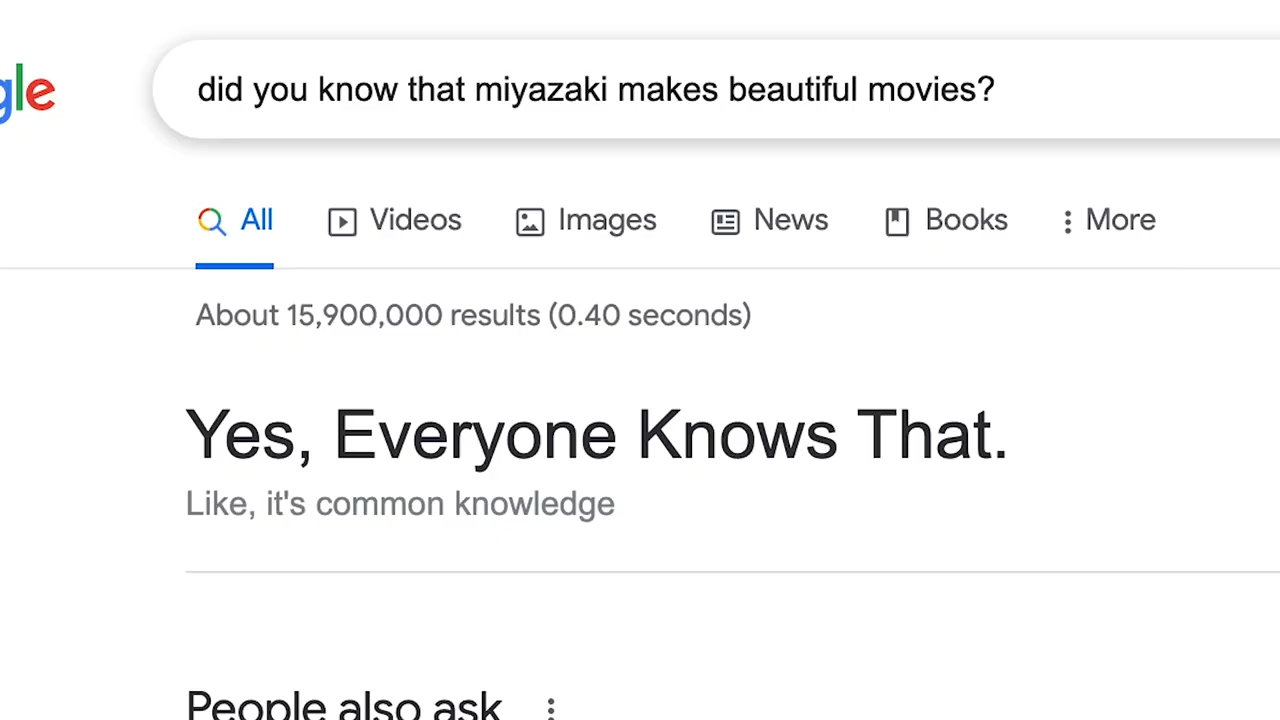 gle
did you know that miyazaki makes beautiful movies?
All Videos Images News Books More
About 15,900,000 results (0.40 seconds)
Yes, Everyone Knows That.
Like, it's common knowledge
People also ask